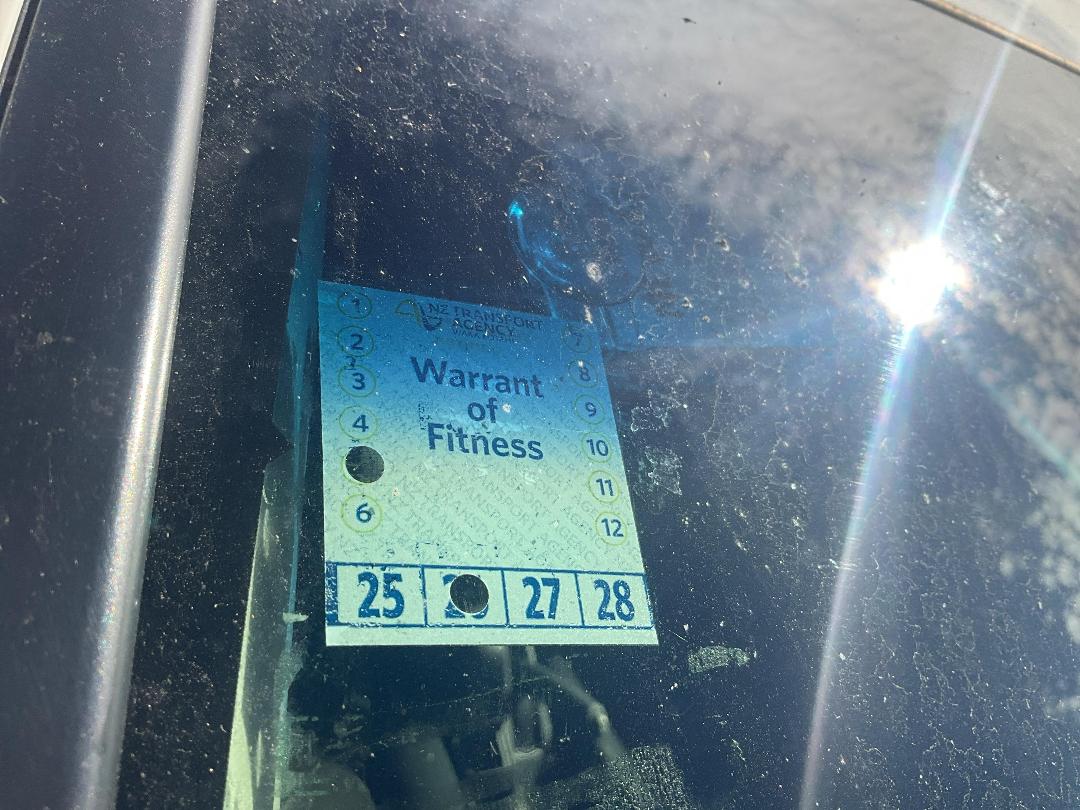 NZ TRANSPORT
AGENCY
Warrant
of
Fitness
1
2
3
4
6
7
8
9
10
11
12
25 27 28